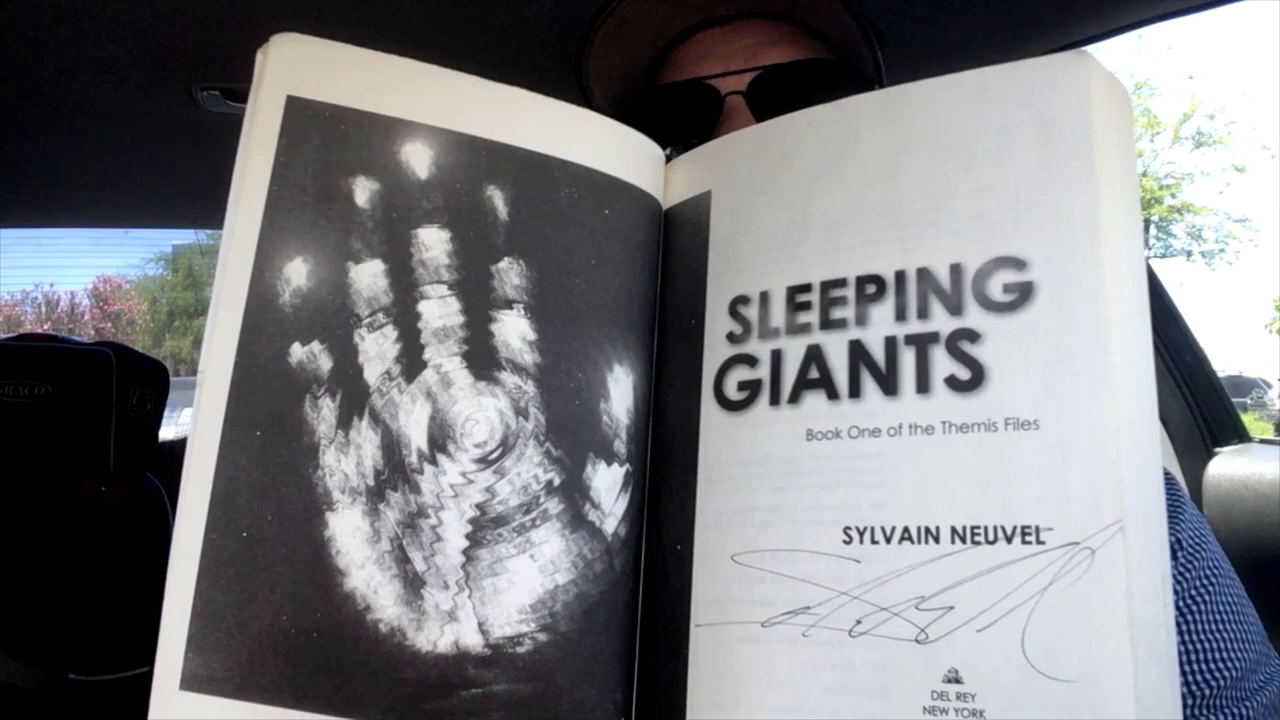 GRACO
SLEEPING
GIANTS
Book One of the Themis Files
SYLVAIN NEUVEL
DEL REY
NEW YORK